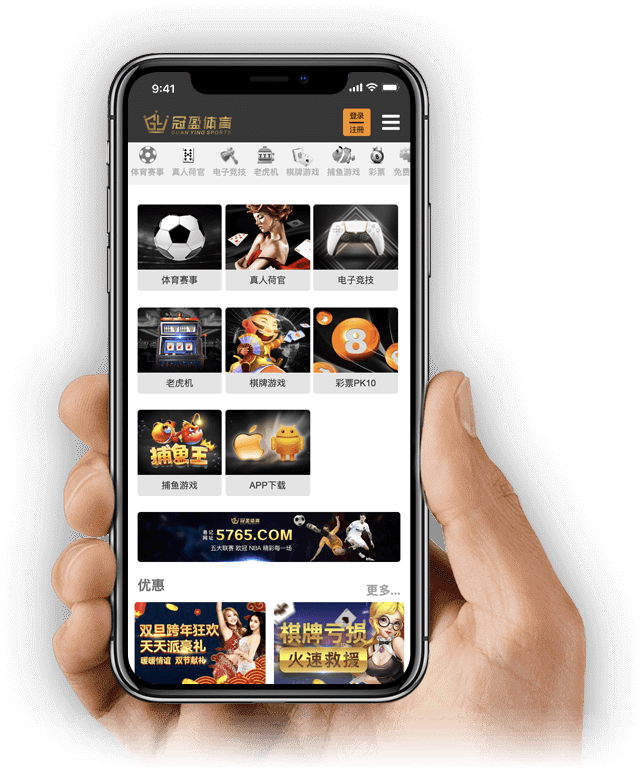 9:41
冠盈体育
GUAN YING SPORTS
登录
注册
体育赛事 真人荷官 电子竞技 老虎机 棋牌游戏 捕鱼游戏 彩票 免费
体育赛事 真人荷官 电子竞技
8
老虎机 棋牌游戏 彩票PK10
捕鱼王
捕鱼游戏 APP下载
冠盈体育
易记
网址
5765.COM
五大联赛 欧冠 NBA 精彩每一场
优惠 更多...
双旦跨年狂欢
天天派豪礼
暖暖情谊 双节献礼
棋牌亏损
火速救援